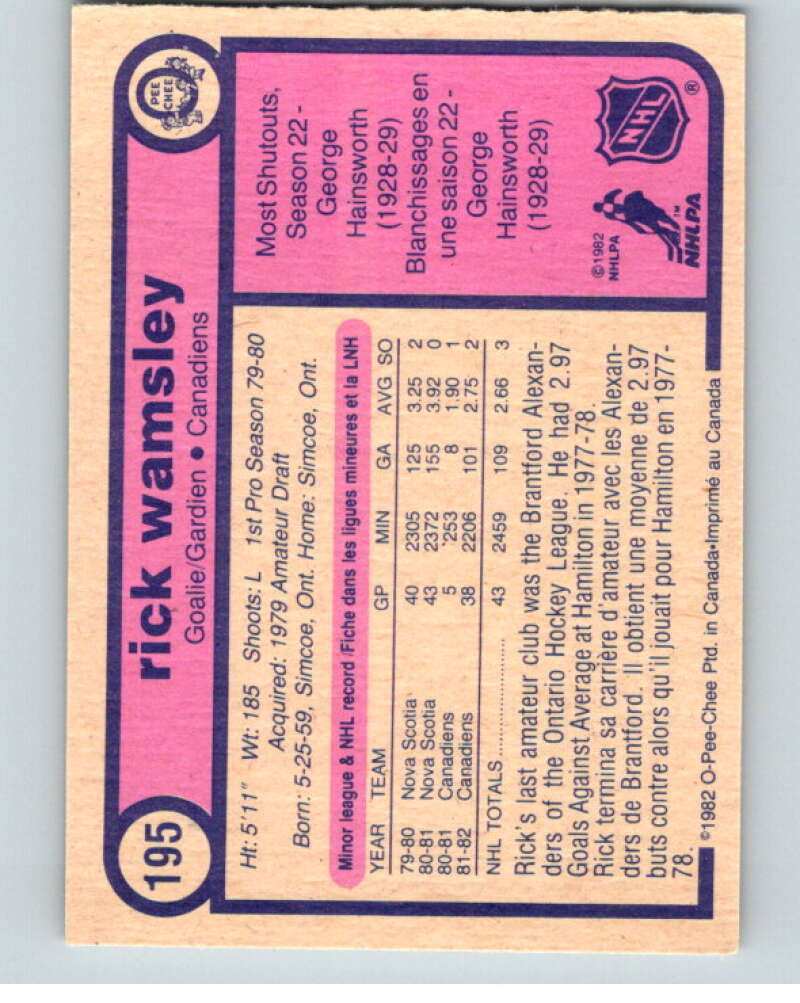 195
rick wamsley
Goalie/Gardien • Canadiens
O
PEE
CHEE
Ht: 5'11" Wt: 185 Shoots: L 1st Pro Season 79-80
Acquired: 1979 Amateur Draft
Born: 5-25-59, Simcoe, Ont. Home: Simcoe, Ont.
Minor league & NHL record/Fiche dans les ligues mineures et la LNH
YEAR TEAM GP MIN GA AVG SO
79-80 Nova Scotia 40 2305 125 3.25 2
80-81 Nova Scotia 43 2372 155 3.92 0
80-81 Canadiens 5 253 8 1.90 1
81-82 Canadiens 38 2206 101 2.75 2
NHL TOTALS .................... 43 2459 109 2.66 3
Rick's last amateur club was the Brantford Alexan-
ders of the Ontario Hockey League. He had 2.97
Goals Against Average at Hamilton in 1977-78.
Rick termina sa carrière d'amateur avec les Alexan-
ders de Brantford. Il obtient une moyenne de 2.97
buts contre alors qu'il jouait pour Hamilton en 1977-
78.
©1982 O-Pee-Chee Ptd. in Canada•Imprimé au Canada
Most Shutouts,
Season 22 -
George
Hainsworth
(1928-29)
Blanchissages en
une saison 22 -
George
Hainsworth
(1928-29)
©1982
NHLPA
NHLPA
TM
NHL
®